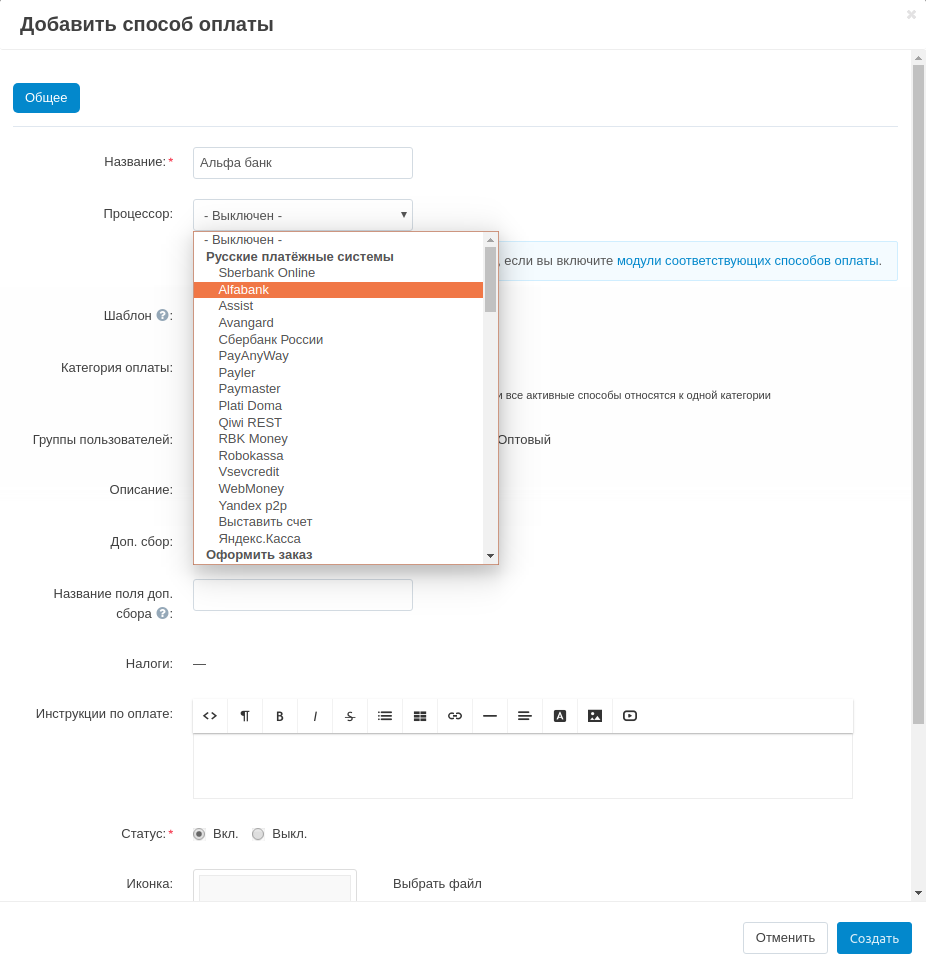 Добавить способ оплаты
Общее
Название:*
Альфа банк
Процессор:
- Выключен -
- Выключен -
Русские платёжные системы
Sberbank Online
Alfabank
Assist
Avangard
Сбербанк России
PayAnyWay
Payler
Paymaster
Plati Doma
Qiwi REST
RBK Money
Robokassa
Vsevcredit
WebMoney
Yandex p2p
Выставить счет
Яндекс.Касса
Оформить заказ
, если вы включите модули соответствующих способов оплаты.
Шаблон ?:
Категория оплаты:
и все активные способы относятся к одной категории
Группы пользователей:
Оптовый
Описание:
Доп. сбор:
Название поля доп.
сбора ?:
Налоги: —
Инструкции по оплате:
Статус:* Вкл. Выкл.
Иконка:
Выбрать файл
Отменить Создать